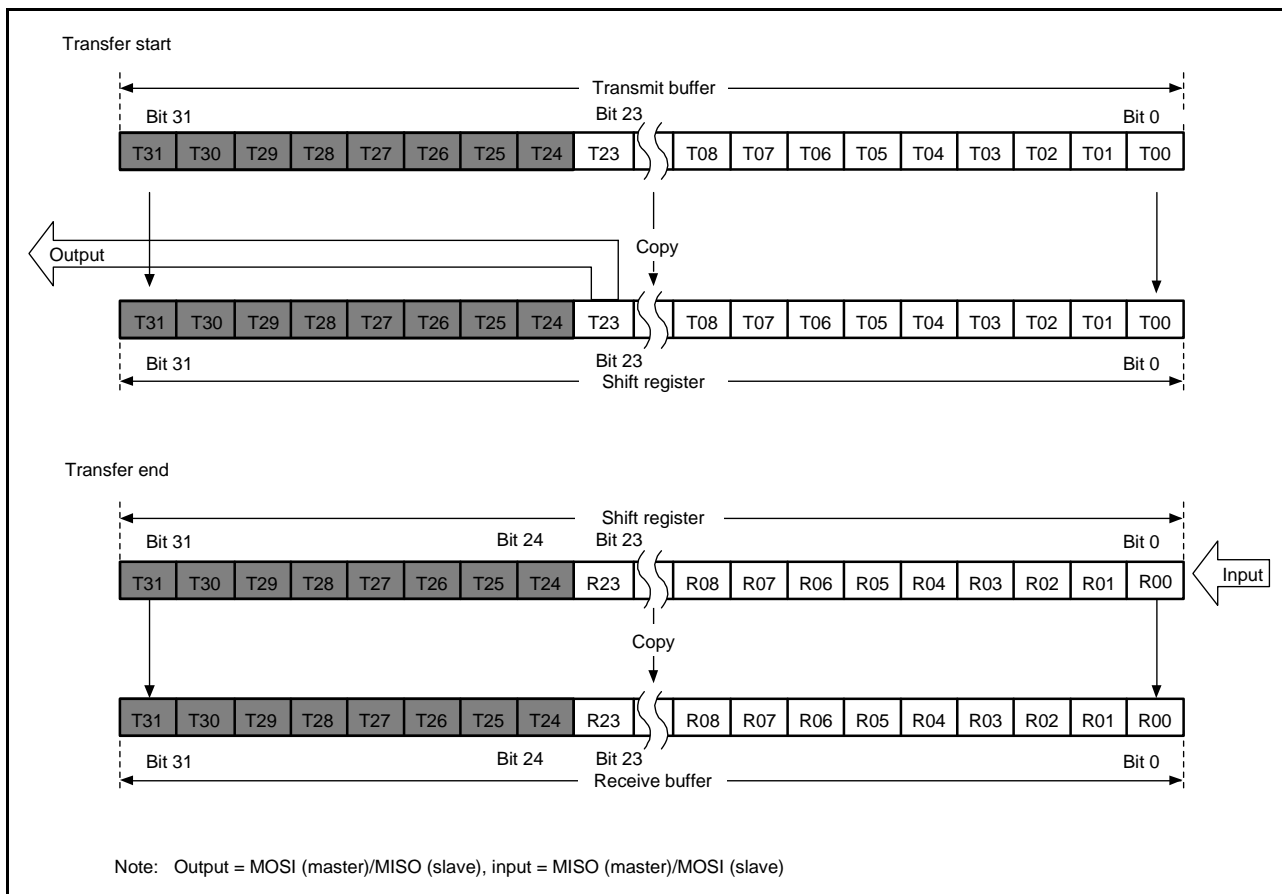 Transfer start
Transmit buffer
Bit 31 Bit 23 Bit 0
T31 T30 T29 T28 T27 T26 T25 T24 T23 T08 T07 T06 T05 T04 T03 T02 T01 T00
Output Copy
T31 T30 T29 T28 T27 T26 T25 T24 T23 T08 T07 T06 T05 T04 T03 T02 T01 T00
Bit 31 Bit 23 Bit 0
Shift register
Transfer end
Shift register
Bit 31 Bit 24 Bit 23 Bit 0
T31 T30 T29 T28 T27 T26 T25 T24 R23 R08 R07 R06 R05 R04 R03 R02 R01 R00 Input
Copy
T31 T30 T29 T28 T27 T26 T25 T24 R23 R08 R07 R06 R05 R04 R03 R02 R01 R00
Bit 31 Bit 24 Bit 23 Bit 0
Receive buffer
Note: Output = MOSI (master)/MISO (slave), input = MISO (master)/MOSI (slave)